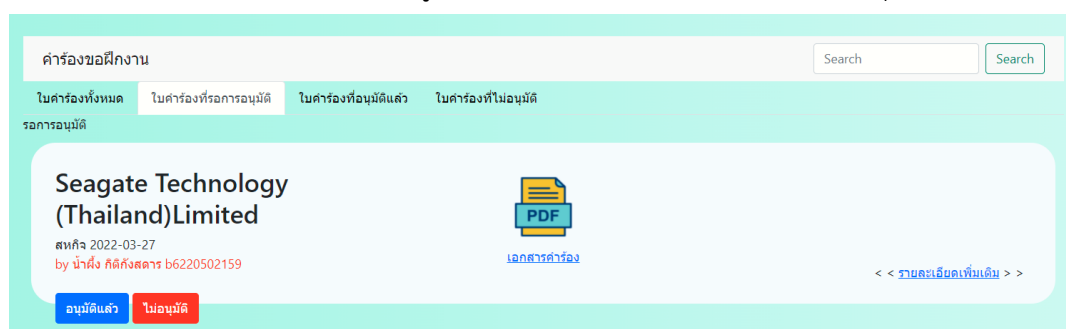 คำร้องขอฝึกงาน
Search Search
ใบคำร้องทั้งหมด ใบคำร้องที่รอการอนุมัติ ใบคำร้องที่อนุมัติแล้ว ใบคำร้องที่ไม่อนุมัติ
รอการอนุมัติ
Seagate Technology
(Thailand)Limited
สหกิจ 2022-03-27
by น้ำผึ้ง กิติกังสดาร b6220502159
PDF
เอกสารคำร้อง
< < รายละเอียดเพิ่มเติม > >
อนุมัติแล้ว ไม่อนุมัติ